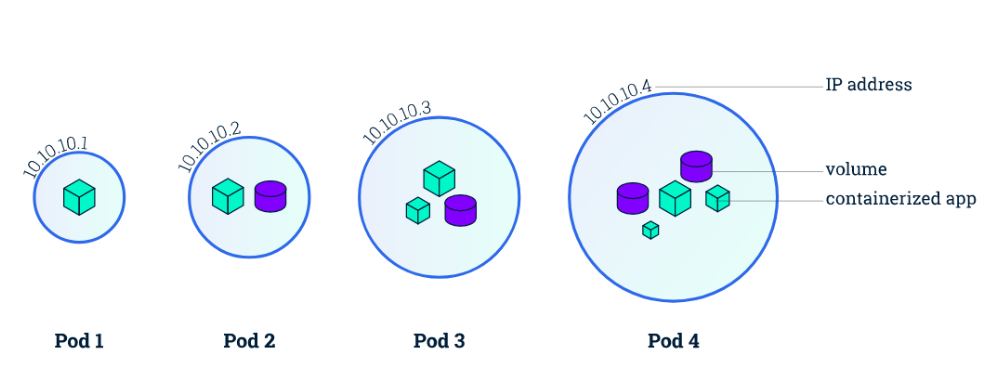 10.10.10.1
10.10.10.2
10.10.10.3
10.10.10.4
IP address
volume
containerized app
Pod 1
Pod 2
Pod 3
Pod 4